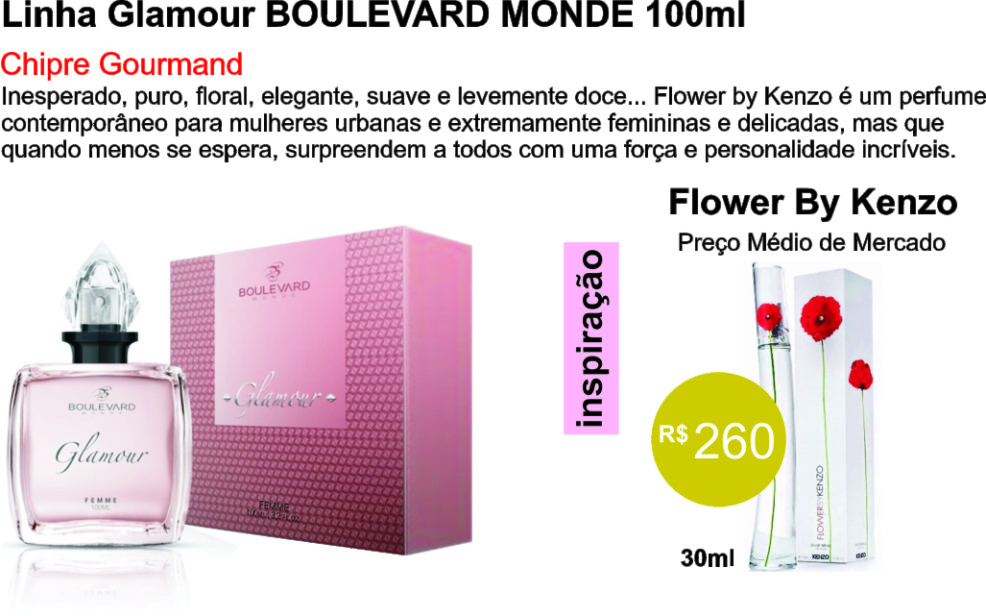 Linha Glamour BOULEVARD MONDE 100ml
Chipre Gourmand
Inesperado, puro, floral, elegante, suave e levemente doce... Flower by Kenzo é um perfume
contemporâneo para mulheres urbanas e extremamente femininas e delicadas, mas que
quando menos se espera, surpreendem a todos com uma força e personalidade incríveis.
Flower By Kenzo
Preço Médio de Mercado
inspiração
BOULEVARD
MONDE
Glamour
FEMME
BOULEVARD
MONDE
Glamour
FEMME
100ML
R$ 260
FLOWERBYKENZO
KENZO
KENZO
30ml